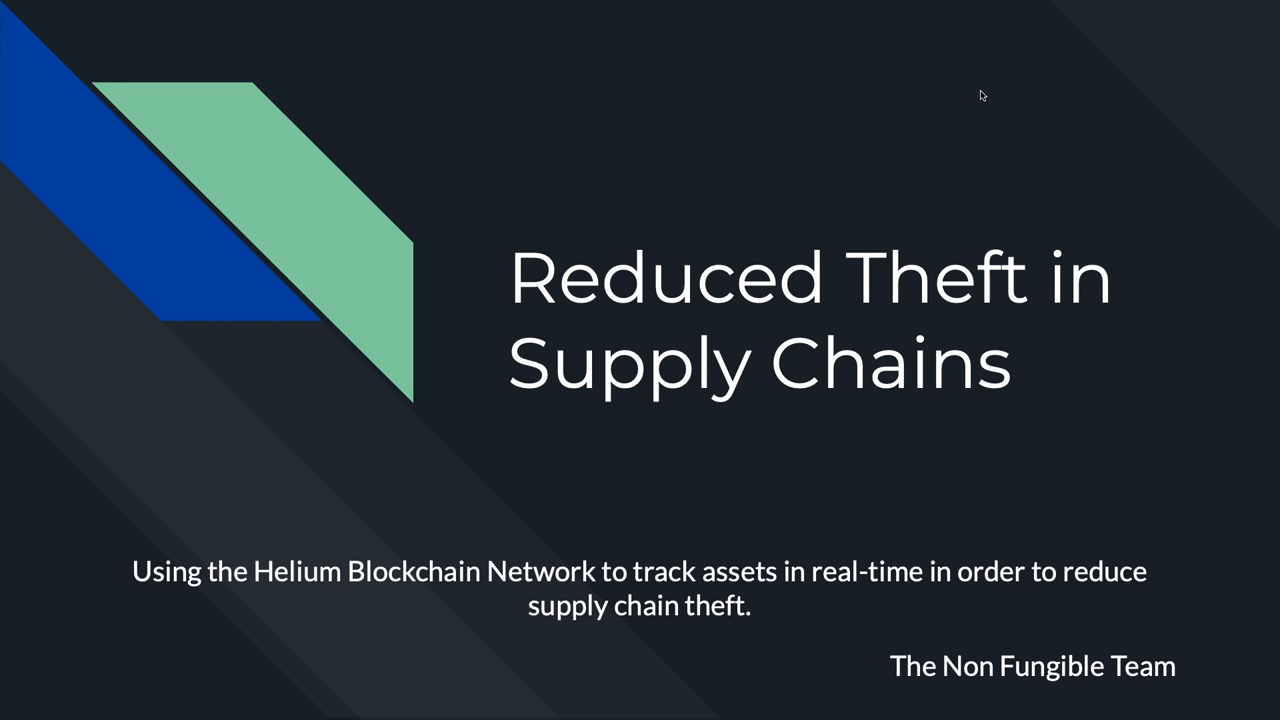 Reduced Theft in
Supply Chains
Using the Helium Blockchain Network to track assets in real-time in order to reduce
supply chain theft.
The Non Fungible Team